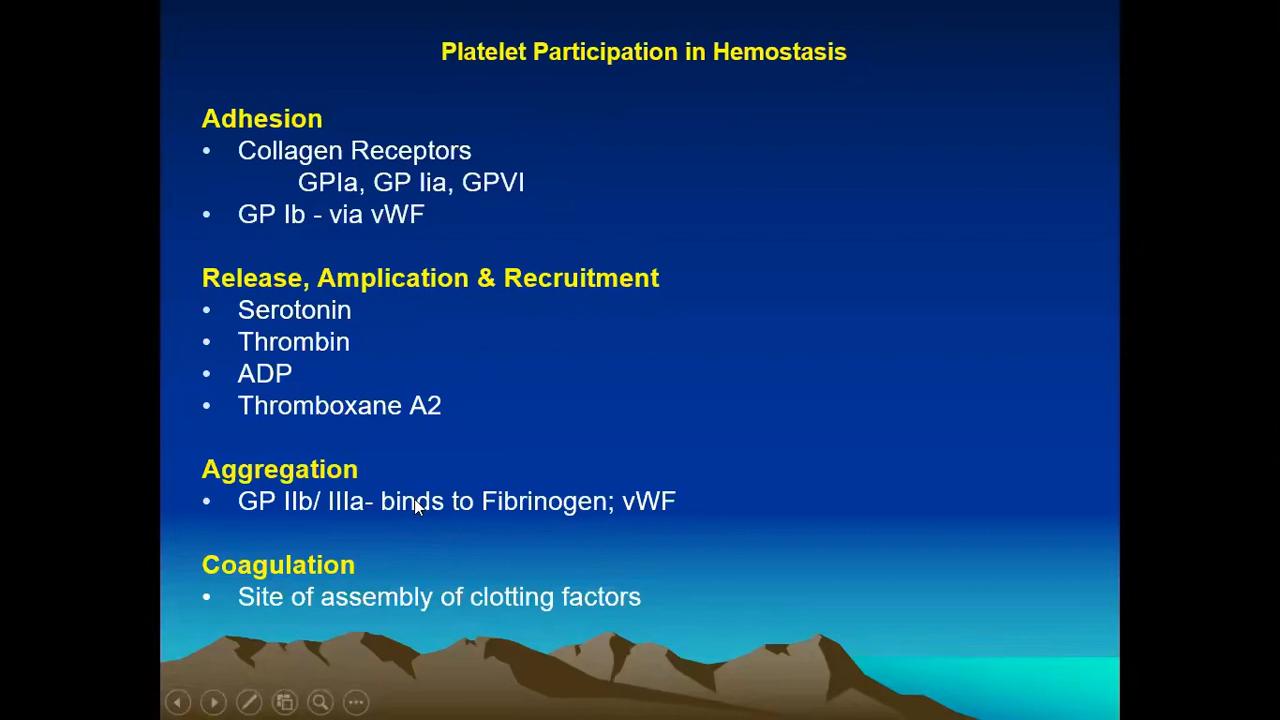 Platelet Participation in Hemostasis
Adhesion
• Collagen Receptors
GPIa, GP Iia, GPVI
• GP Ib - via vWF
Release, Amplication & Recruitment
• Serotonin
• Thrombin
• ADP
• Thromboxane A2
Aggregation
• GP IIb/ IIIa- binds to Fibrinogen; vWF
Coagulation
• Site of assembly of clotting factors